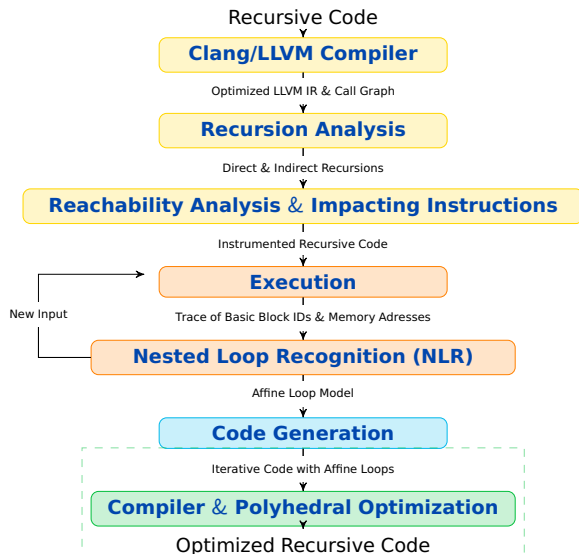 Recursive Code
Clang/LLVM Compiler
Optimized LLVM IR & Call Graph
Recursion Analysis
Direct & Indirect Recursions
Reachability Analysis & Impacting Instructions
Instrumented Recursive Code
Execution
New Input
Trace of Basic Block IDs & Memory Adresses
Nested Loop Recognition (NLR)
Affine Loop Model
Code Generation
Iterative Code with Affine Loops
Compiler & Polyhedral Optimization
Optimized Recursive Code